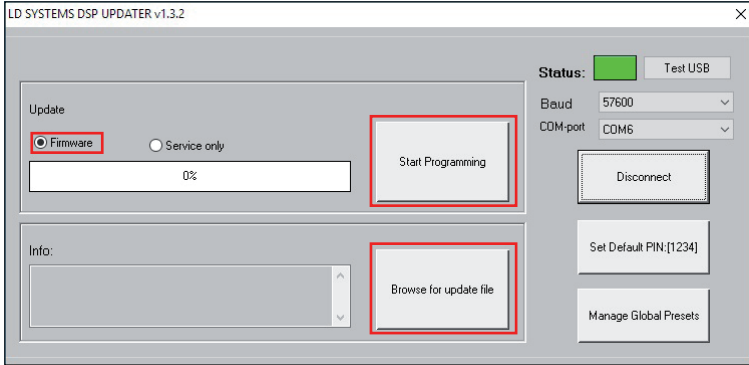 LD SYSTEMS DSP UPDATER v1.3.2
Status:
Test USB
Update
Baud
57600
Firmware
Service only
COM-port
COM6
0%
Start Programming
Disconnect
Info:
Set Default PIN:[1234]
Browse for update file
Manage Global Presets